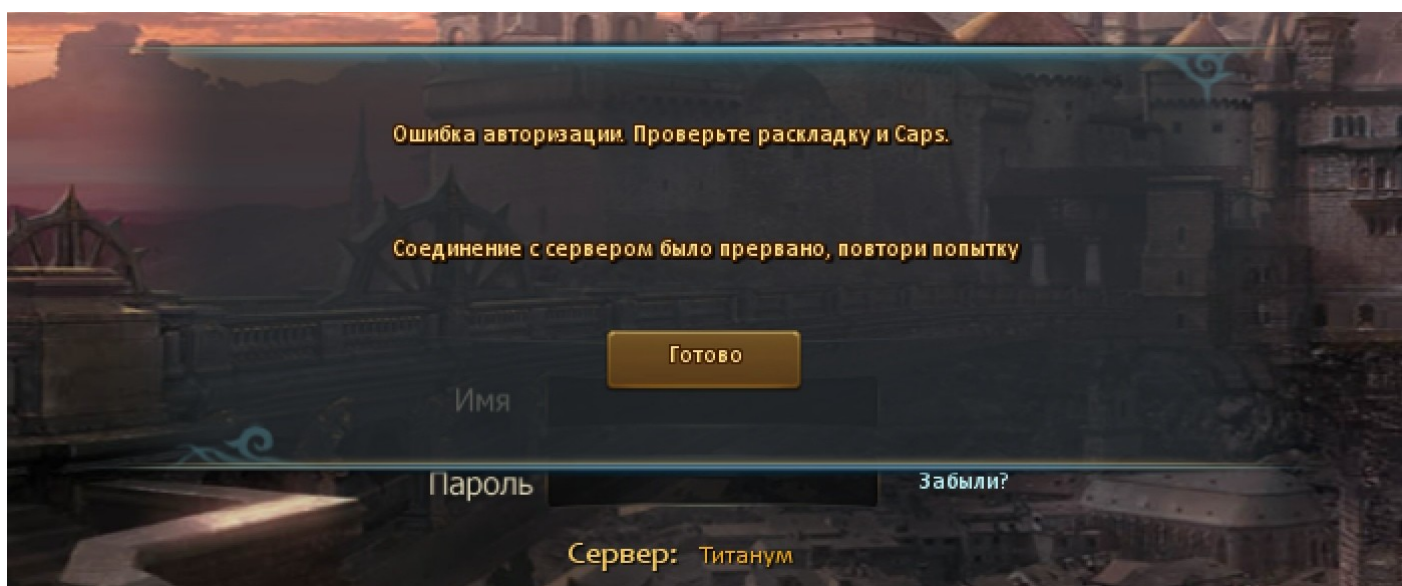 Ошибка авторизации. Проверьте раскладку и Caps.
Соединение с сервером было прервано, повтори попытку
Готово
Имя
Пароль
Забыли?
Сервер: Титанум